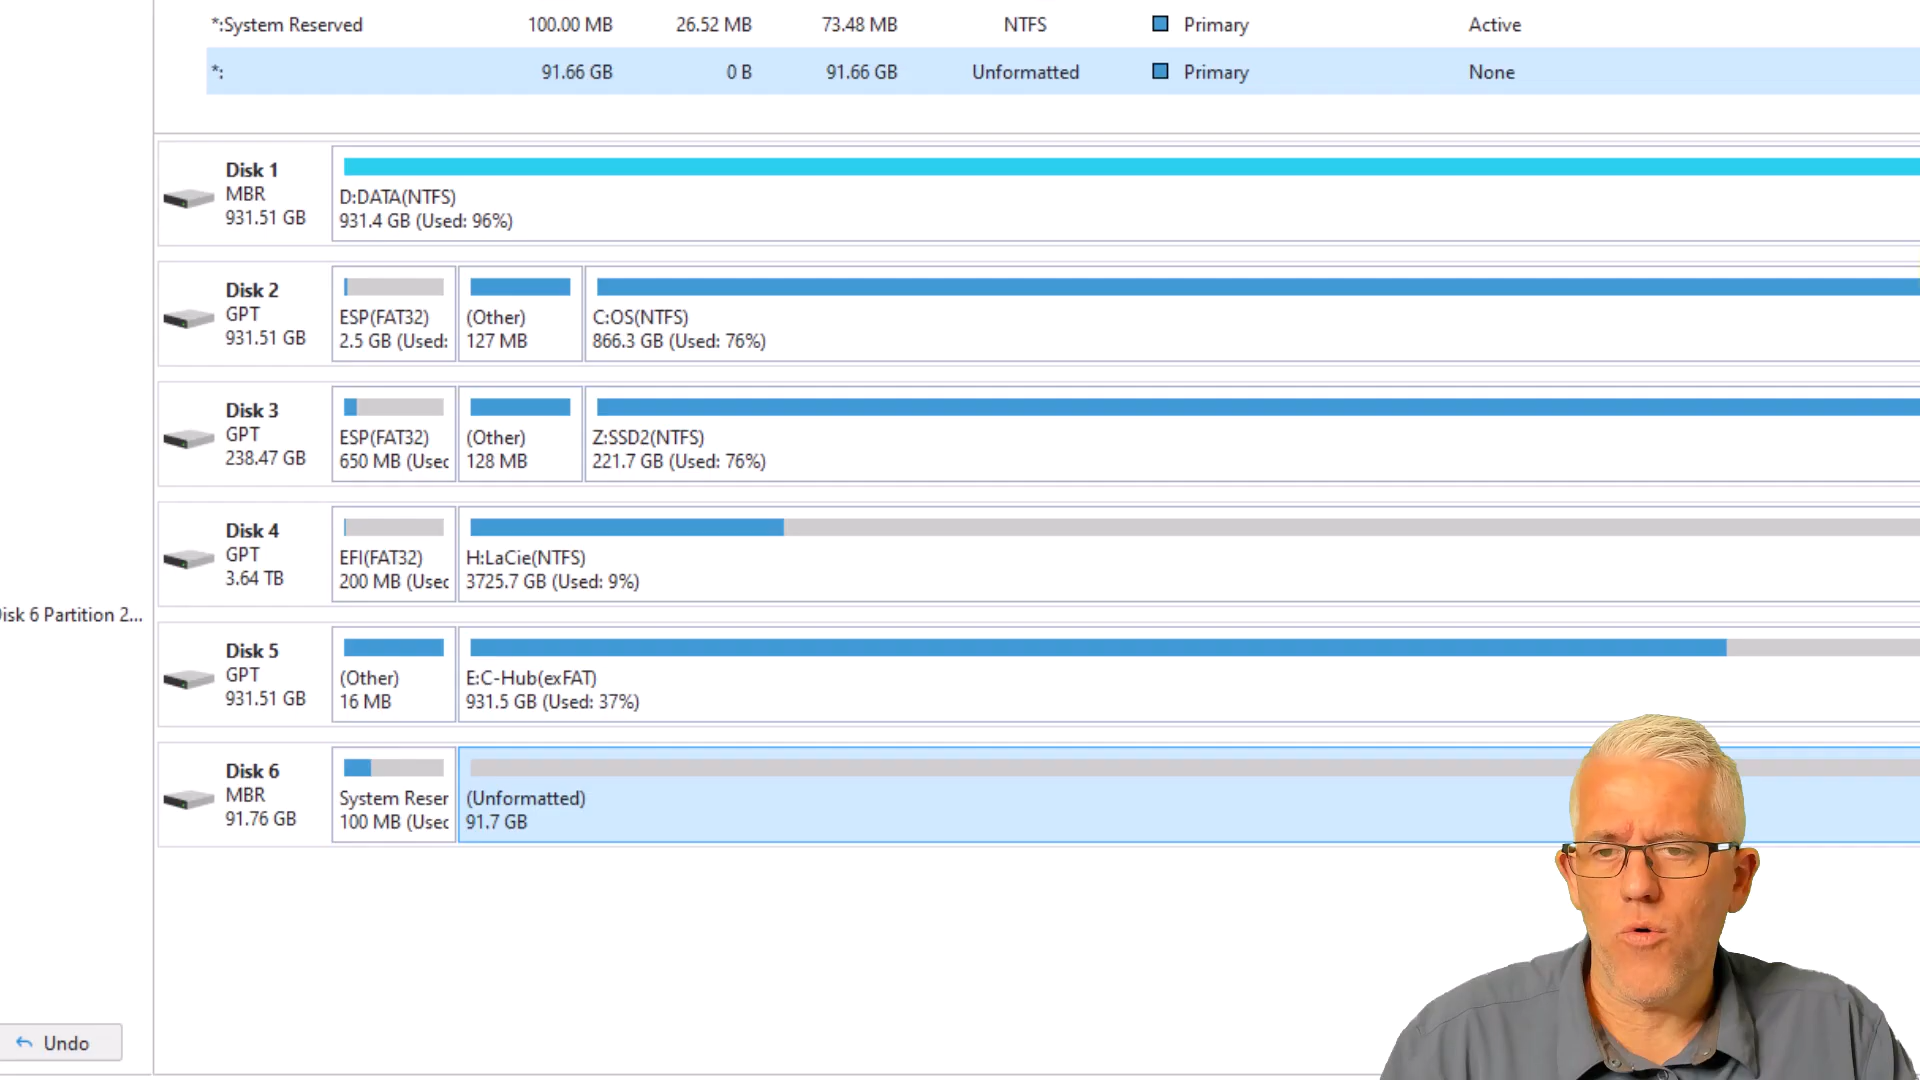 *:System Reserved 100.00 MB 26.52 MB 73.48 MB NTFS Primary Active
*: 91.66 GB 0 B 91.66 GB Unformatted Primary None
Disk 1
MBR
931.51 GB
D:DATA(NTFS)
931.4 GB (Used: 96%)
Disk 2
GPT
931.51 GB
ESP(FAT32)
2.5 GB (Used:
(Other)
127 MB
C:OS(NTFS)
866.3 GB (Used: 76%)
Disk 3
GPT
238.47 GB
ESP(FAT32)
650 MB (Usec
(Other)
128 MB
Z:SSD2(NTFS)
221.7 GB (Used: 76%)
Disk 4
GPT
3.64 TB
EFI(FAT32)
200 MB (Usec
H:LaCie(NTFS)
3725.7 GB (Used: 9%)
isk 6 Partition 2...
Disk 5
GPT
931.51 GB
(Other)
16 MB
E:C-Hub(exFAT)
931.5 GB (Used: 37%)
Disk 6
MBR
91.76 GB
System Reser
100 MB (Usec
(Unformatted)
91.7 GB
Undo